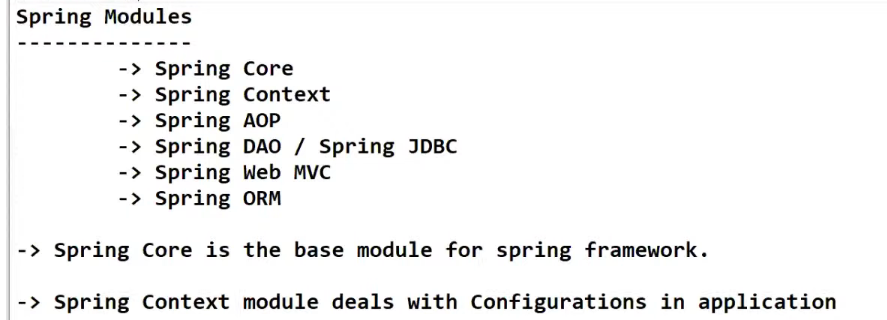 Spring Modules
--------------
-> Spring Core
-> Spring Context
-> Spring AOP
-> Spring DAO / Spring JDBC
-> Spring Web MVC
-> Spring ORM
-> Spring Core is the base module for spring framework.
-> Spring Context module deals with Configurations in application